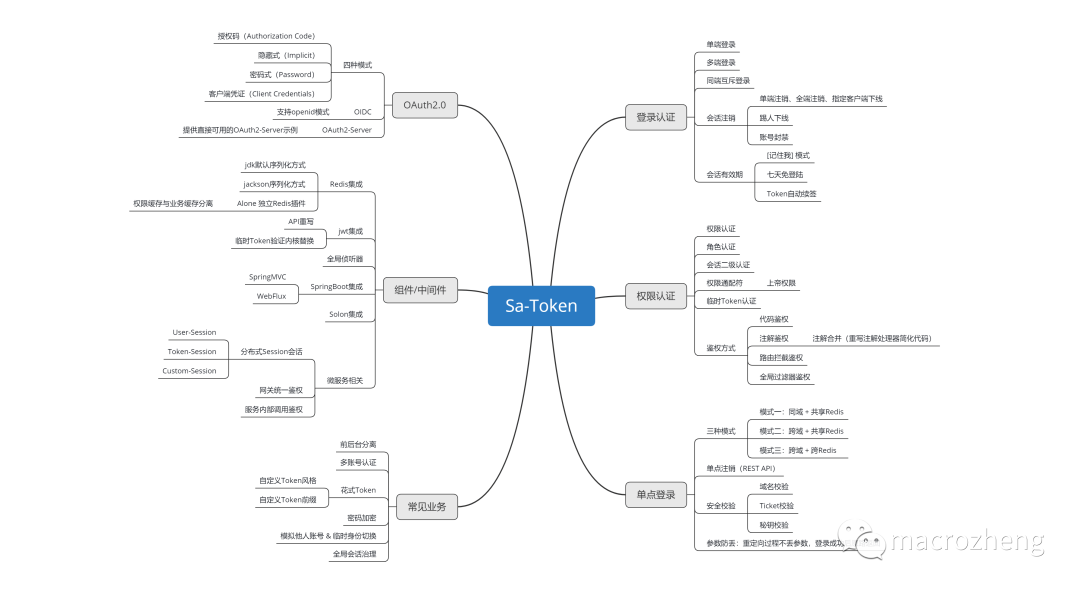 Sa-Token
OAuth2.0
四种模式
授权码（Authorization Code）
隐藏式（Implicit）
密码式（Password）
客户端凭证（Client Credentials）
OIDC
支持openid模式
OAuth2-Server
提供直接可用的OAuth2-Server示例
组件/中间件
Redis集成
jdk默认序列化方式
jackson序列化方式
Alone 独立Redis插件
权限缓存与业务缓存分离
jwt集成
API重写
临时Token验证内核替换
全局侦听器
SpringBoot集成
SpringMVC
WebFlux
Solon集成
微服务相关
分布式Session会话
User-Session
Token-Session
Custom-Session
网关统一鉴权
服务内部调用鉴权
常见业务
前后台分离
多账号认证
花式Token
自定义Token风格
自定义Token前缀
密码加密
模拟他人账号 & 临时身份切换
全局会话治理
登录认证
单端登录
多端登录
同端互斥登录
会话注销
单端注销、全端注销、指定客户端下线
踢人下线
账号封禁
会话有效期
[记住我] 模式
七天免登陆
Token自动续签
权限认证
权限认证
角色认证
会话二级认证
权限通配符
上帝权限
临时Token认证
鉴权方式
代码鉴权
注解鉴权
注解合并（重写注解处理器简化代码）
路由拦截鉴权
全局过滤器鉴权
单点登录
三种模式
模式一：同域 + 共享Redis
模式二：跨域 + 共享Redis
模式三：跨域 + 跨Redis
单点注销（REST API）
安全校验
域名校验
Ticket校验
秘钥校验
参数防丢：重定向过程不丢参数，登录成功
macrozheng